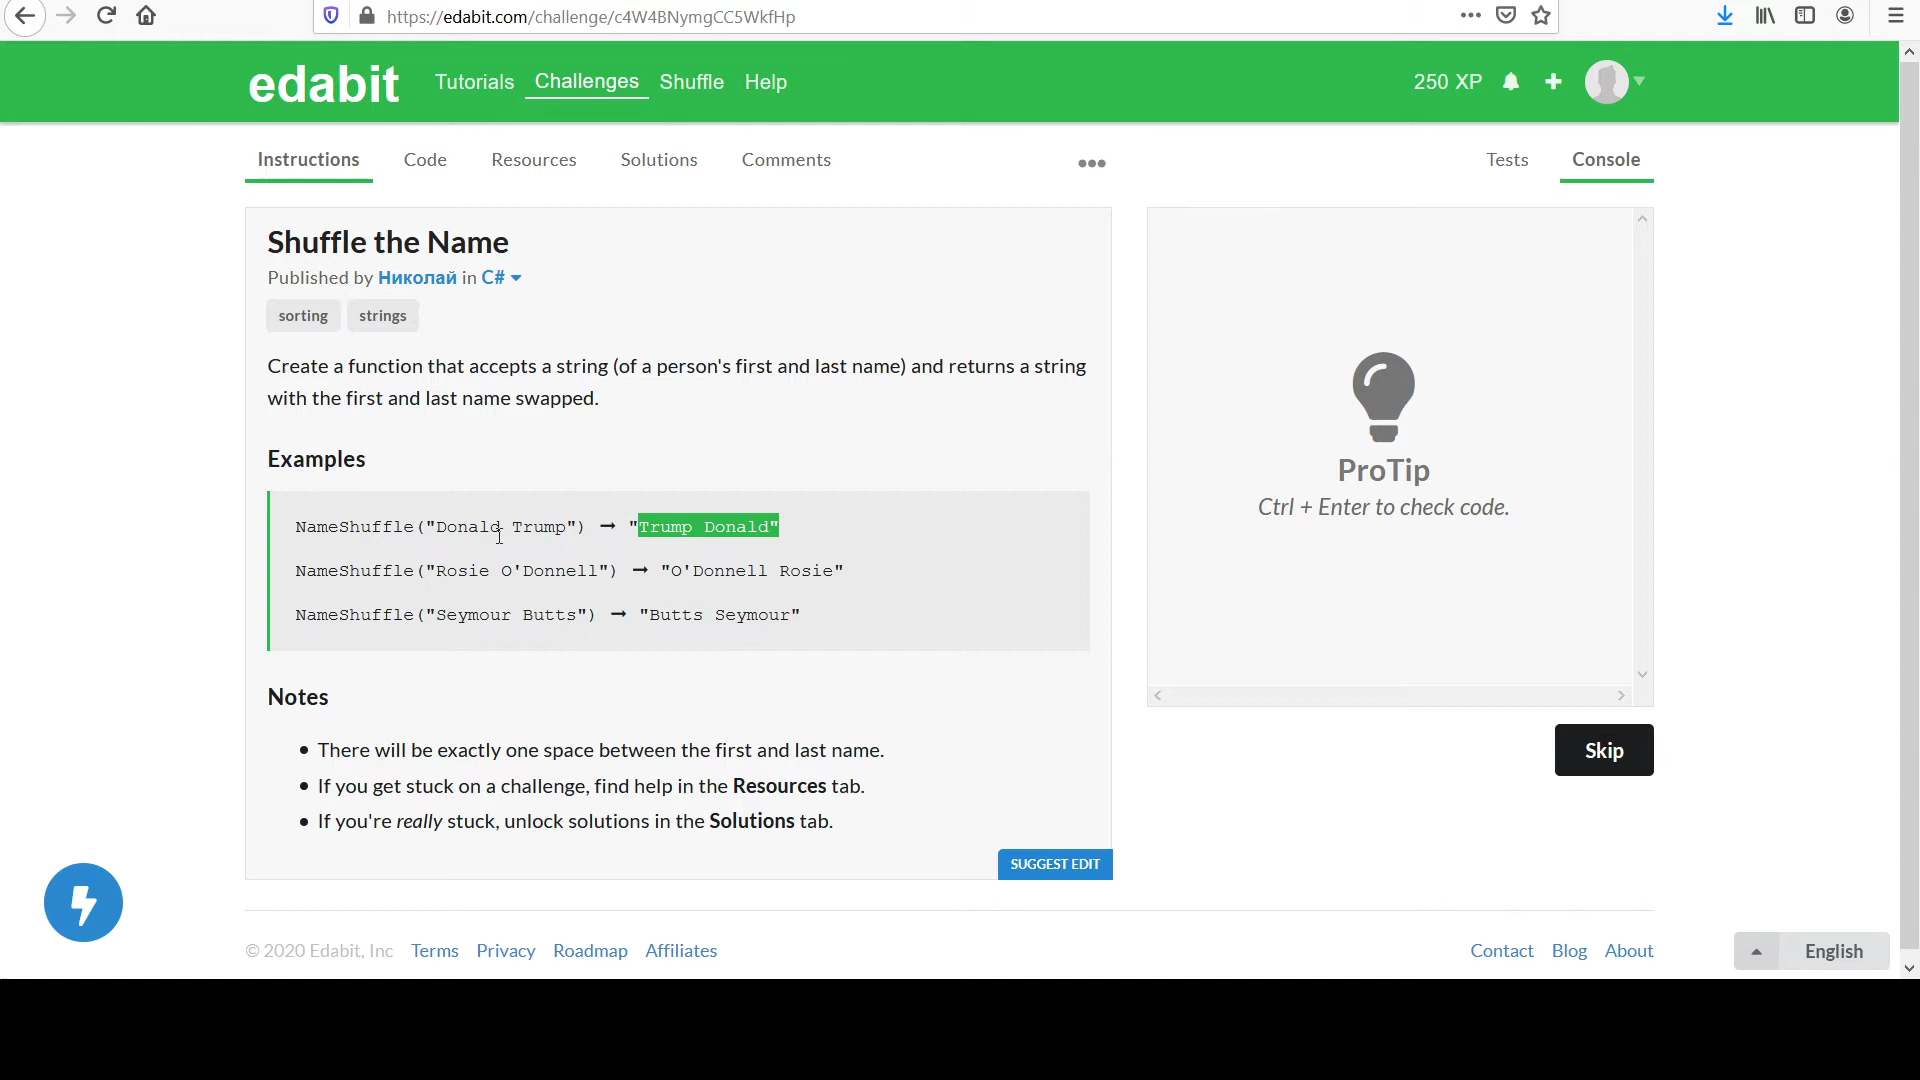 https://edabit.com/challenge/c4W4BNymgCC5WkfHp
edabit Tutorials Challenges Shuffle Help 250 XP
Instructions Code Resources Solutions Comments Tests Console
Shuffle the Name
Published by Николай in C#
sorting strings
Create a function that accepts a string (of a person's first and last name) and returns a string
with the first and last name swapped.
Examples
NameShuffle("Donald Trump") ➞ "Trump Donald"
NameShuffle("Rosie O'Donnell") ➞ "O'Donnell Rosie"
NameShuffle("Seymour Butts") ➞ "Butts Seymour"
Notes
There will be exactly one space between the first and last name.
If you get stuck on a challenge, find help in the Resources tab.
If you're really stuck, unlock solutions in the Solutions tab.
SUGGEST EDIT
ProTip
Ctrl + Enter to check code.
Skip
© 2020 Edabit, Inc Terms Privacy Roadmap Affiliates Contact Blog About
English